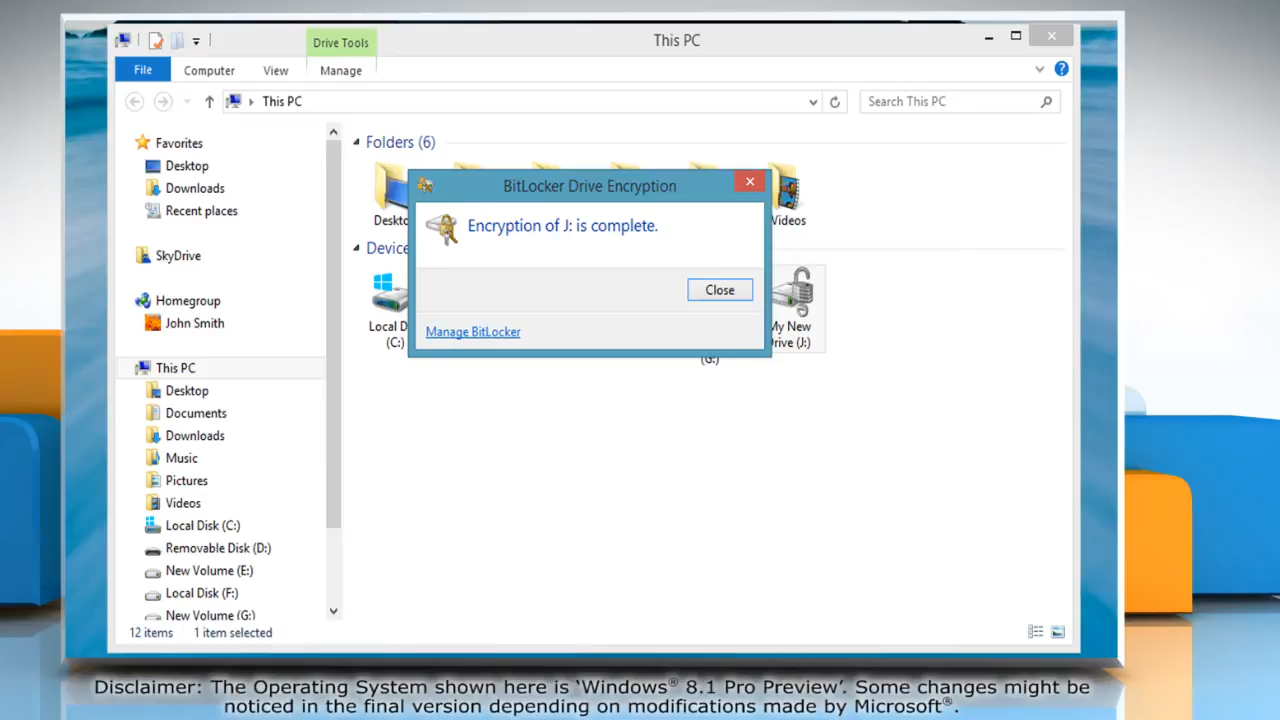 Drive Tools
This PC
File
Computer
View
Manage
This PC
Search This PC
Favorites
Desktop
Downloads
Recent places
SkyDrive
Homegroup
John Smith
This PC
Desktop
Documents
Downloads
Music
Pictures
Videos
Local Disk (C:)
Removable Disk (D:)
New Volume (E:)
Local Disk (F:)
New Volume (G:)
Folders (6)
Deskto
Videos
Device
Local D
(C:)
(G:)
My New
Drive (J:)
BitLocker Drive Encryption
Encryption of J: is complete.
Close
Manage BitLocker
12 items
1 item selected
Disclaimer: The Operating System shown here is ‘Windows® 8.1 Pro Preview’. Some changes might be
noticed in the final version depending on modifications made by Microsoft®.